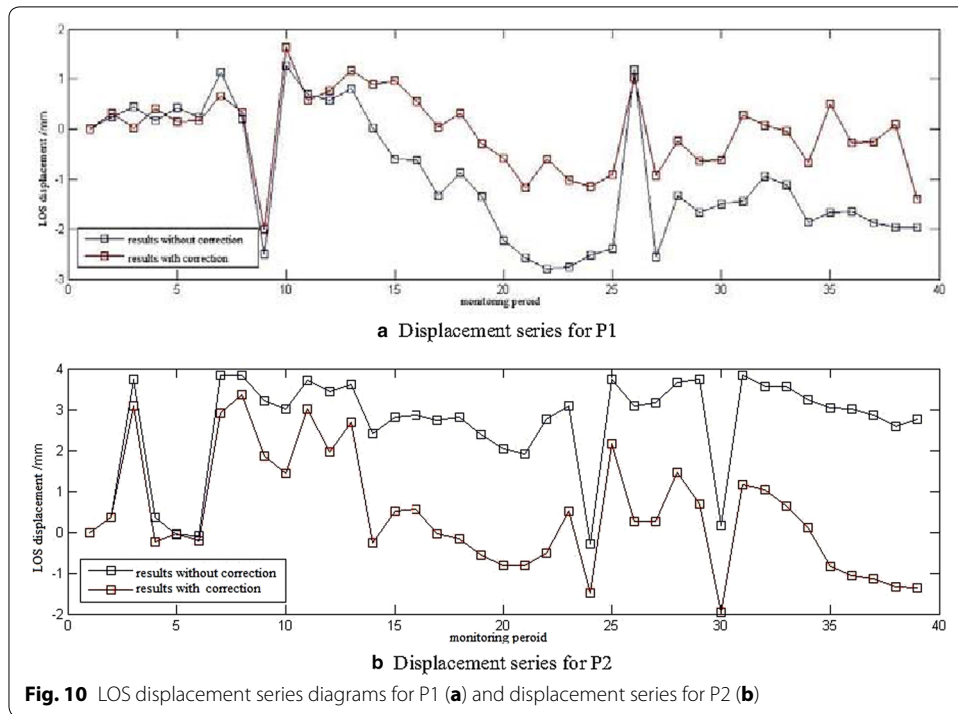 2
1
0
-1
-2
-3
LOS displacement /mm
results without correction
results with correction
0 5 10 15 20 25 30 35 40
monitoring peroid
a Displacement series for P1
4
3
2
1
0
-1
-2
LOS displacement /mm
results without correction
results with correction
0 5 10 15 20 25 30 35 40
monitoring peroid
b Displacement series for P2
Fig. 10 LOS displacement series diagrams for P1 (a) and displacement series for P2 (b)